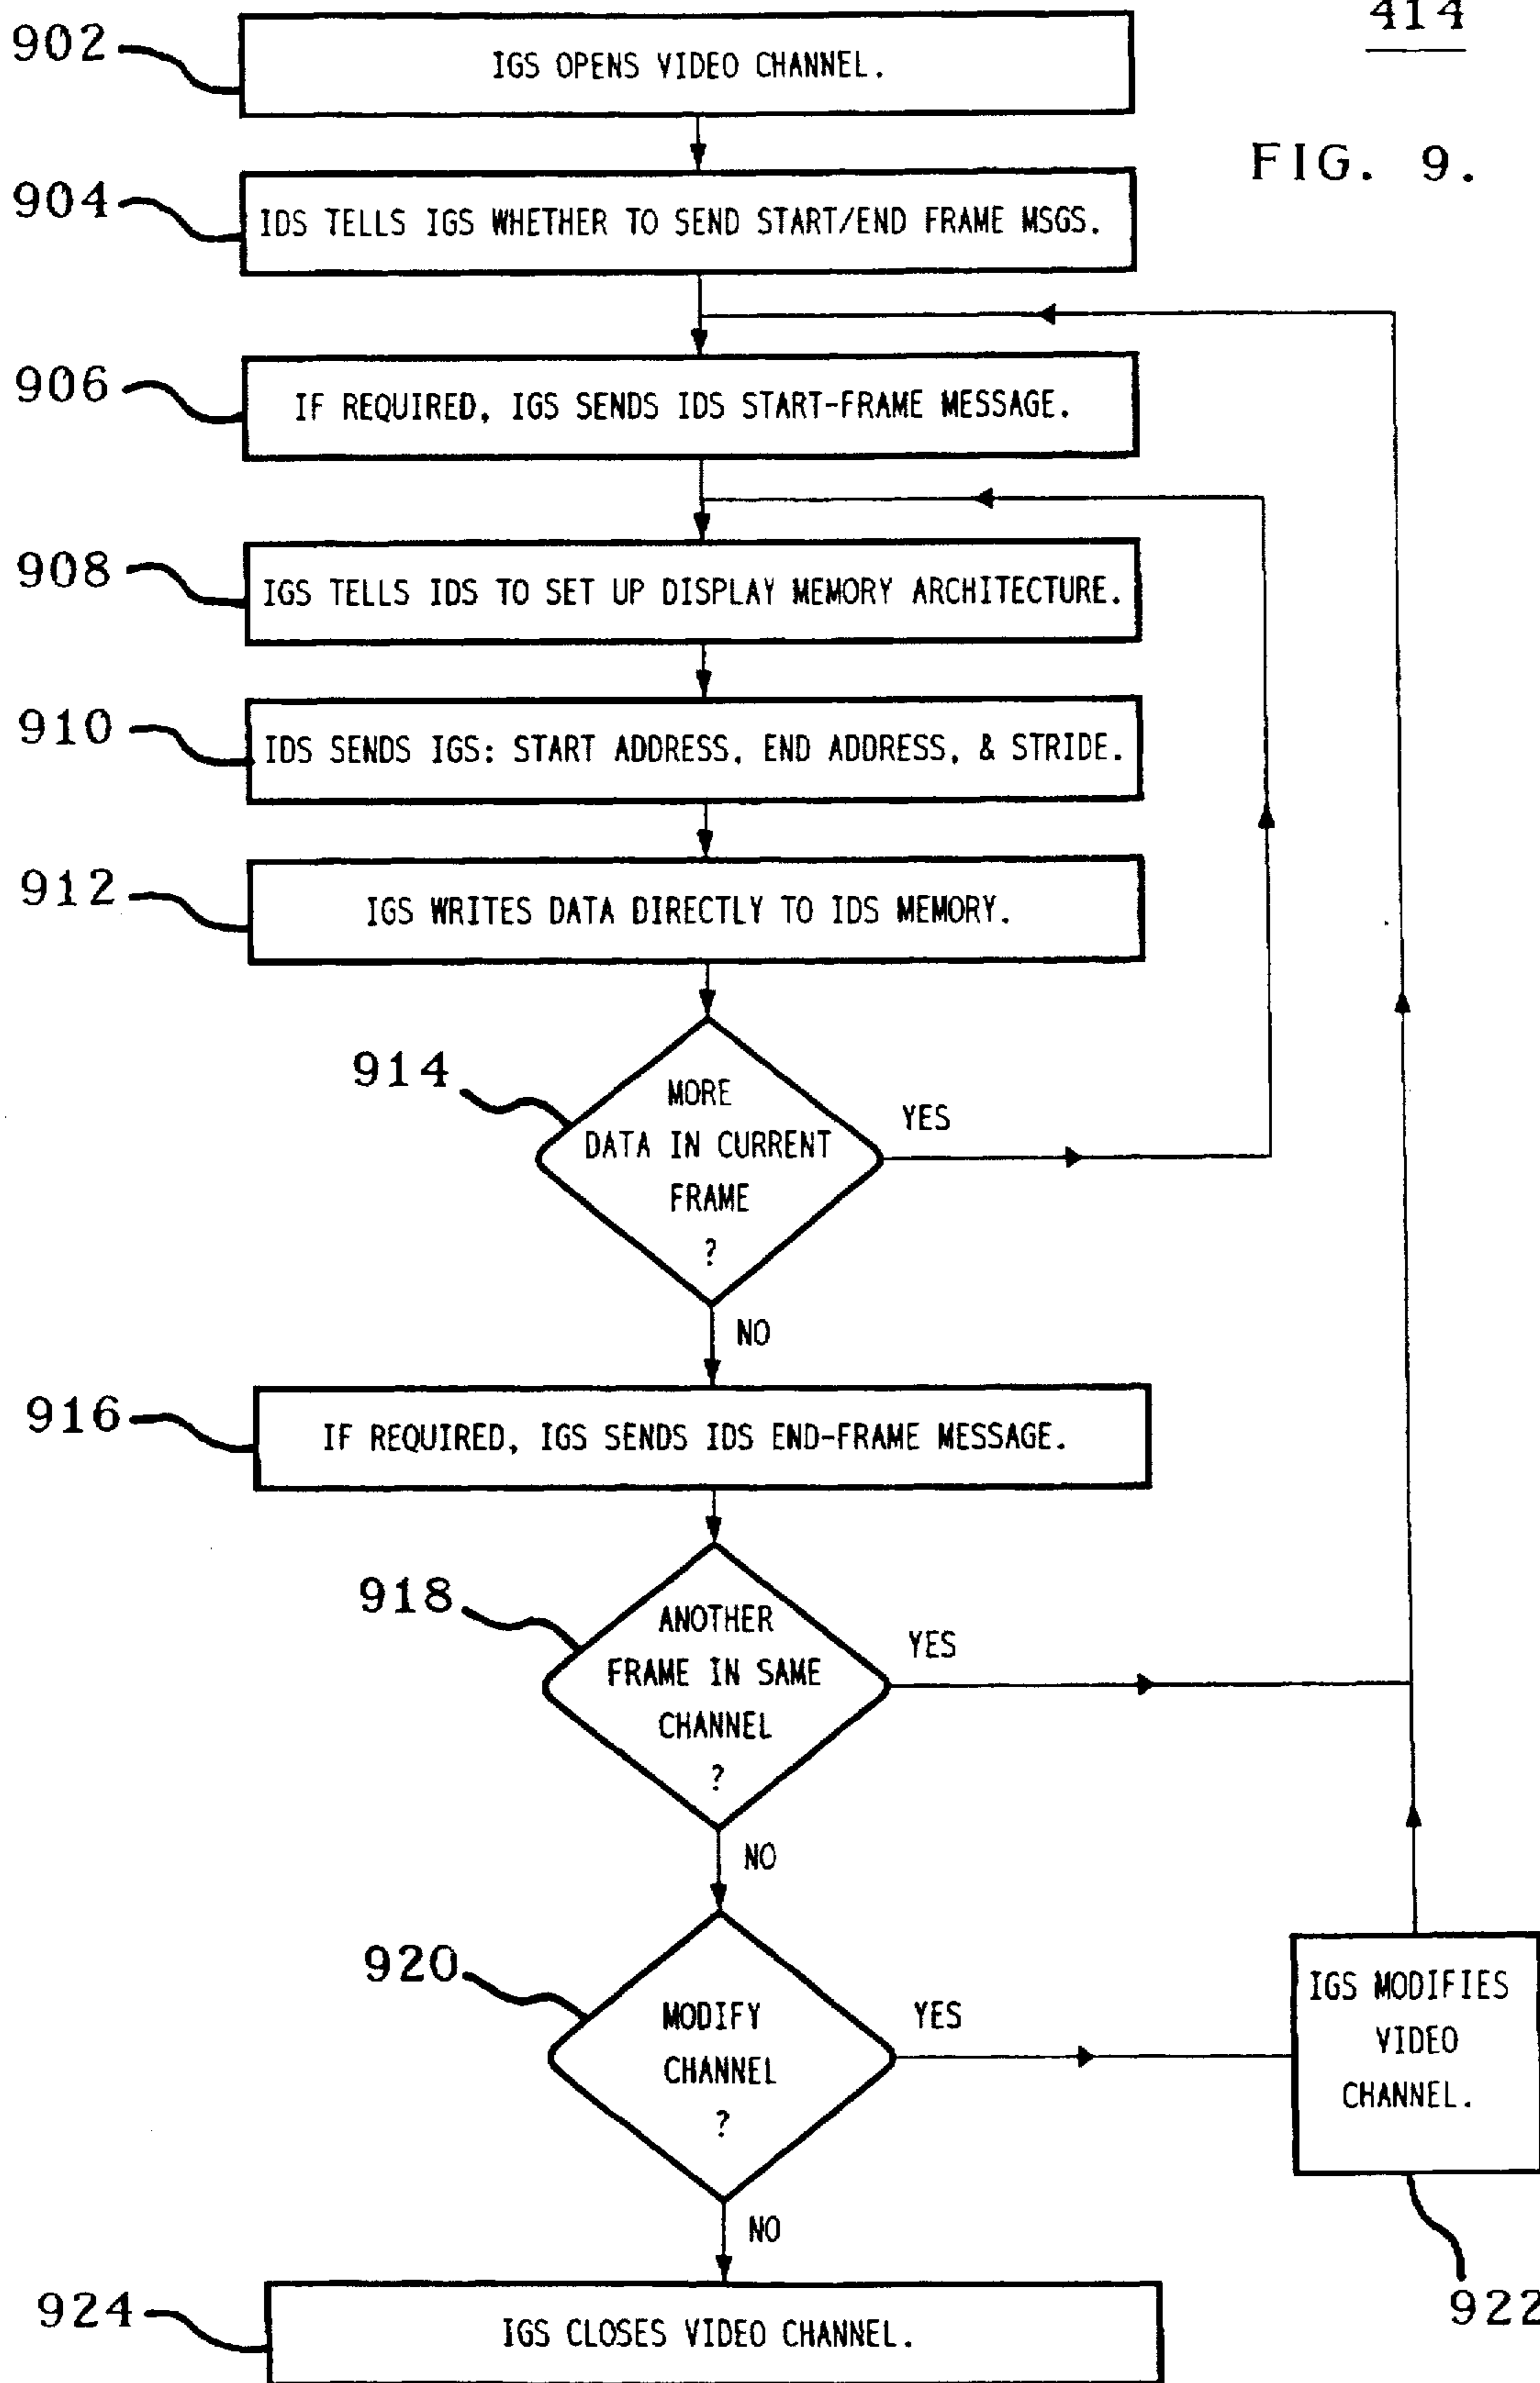 414
FIG. 9.
902
IGS OPENS VIDEO CHANNEL.
904
IDS TELLS IGS WHETHER TO SEND START/END FRAME MSGS.
906
IF REQUIRED, IGS SENDS IDS START-FRAME MESSAGE.
908
IGS TELLS IDS TO SET UP DISPLAY MEMORY ARCHITECTURE.
910
IDS SENDS IGS: START ADDRESS, END ADDRESS, & STRIDE.
912
IGS WRITES DATA DIRECTLY TO IDS MEMORY.
914
MORE
DATA IN CURRENT
FRAME
?
YES
NO
916
IF REQUIRED, IGS SENDS IDS END-FRAME MESSAGE.
918
ANOTHER
FRAME IN SAME
CHANNEL
?
YES
NO
920
MODIFY
CHANNEL
?
YES
NO
IGS MODIFIES
VIDEO
CHANNEL.
922
924
IGS CLOSES VIDEO CHANNEL.